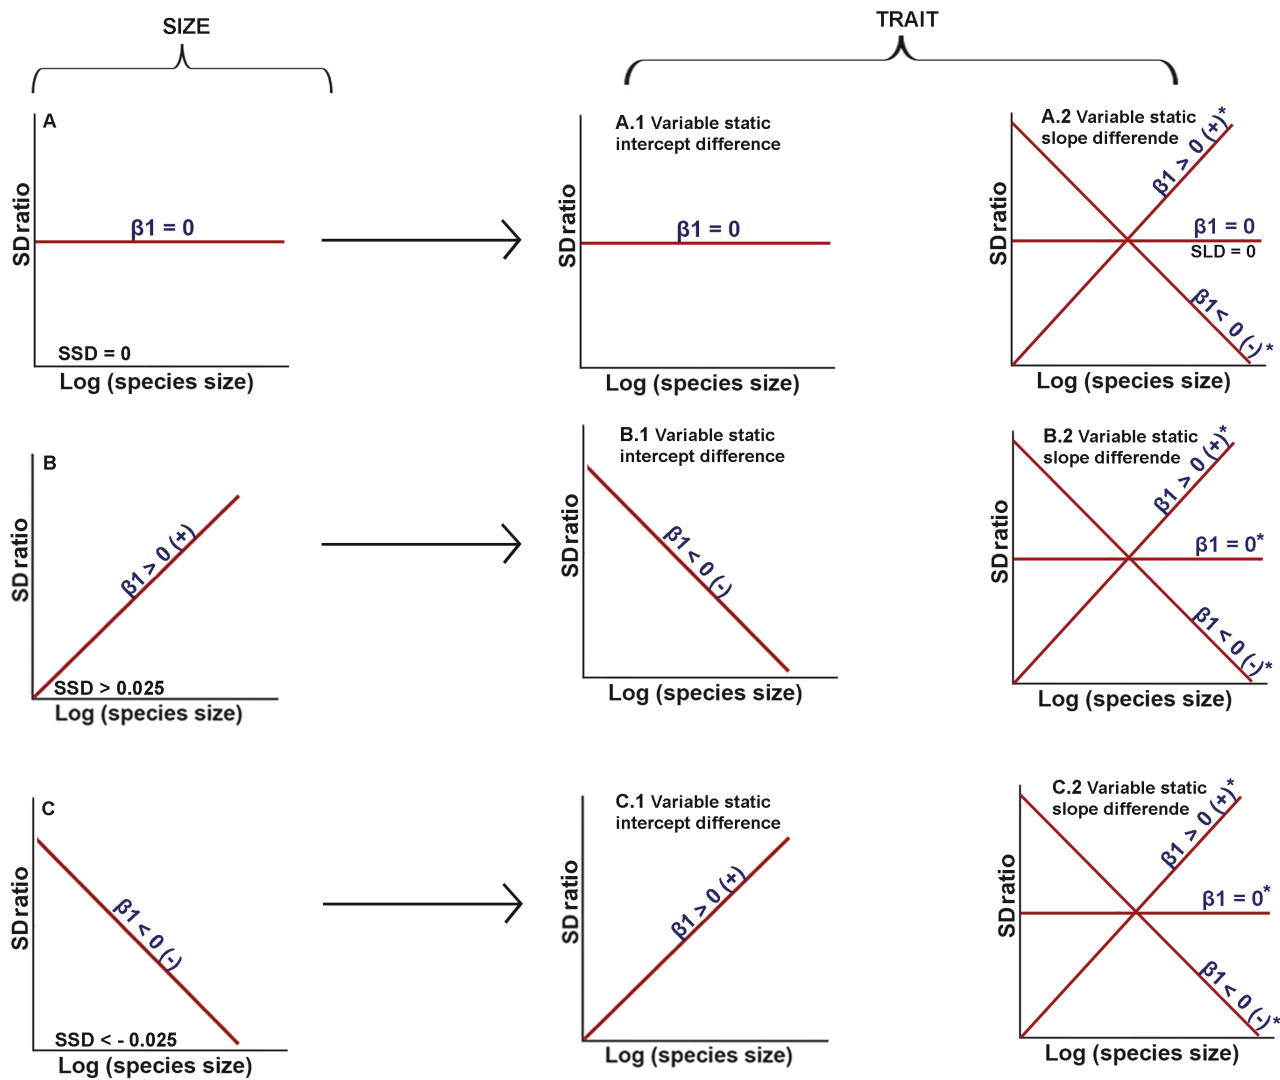 SIZE
TRAIT
A
SD ratio
β1 = 0
SSD = 0
Log (species size)
A.1 Variable static
intercept difference
SD ratio
β1 = 0
Log (species size)
A.2 Variable static
slope differende
SD ratio
β1 > 0 (+)*
β1 = 0
SLD = 0
β1< 0 (-)*
Log (species size)
B
SD ratio
β1 > 0 (+)
SSD > 0.025
Log (species size)
B.1 Variable static
intercept difference
SD ratio
β1 < 0 (-)
Log (species size)
B.2 Variable static
slope differende
SD ratio
β1 > 0 (+)*
β1 = 0*
β1 < 0 (-)*
Log (species size)
C
SD ratio
β1 < 0 (-)
SSD < - 0.025
Log (species size)
C.1 Variable static
intercept difference
SD ratio
β1 > 0 (+)
Log (species size)
C.2 Variable static
slope differende
SD ratio
β1 > 0 (+)*
β1 = 0*
β1 < 0 (-)*
Log (species size)